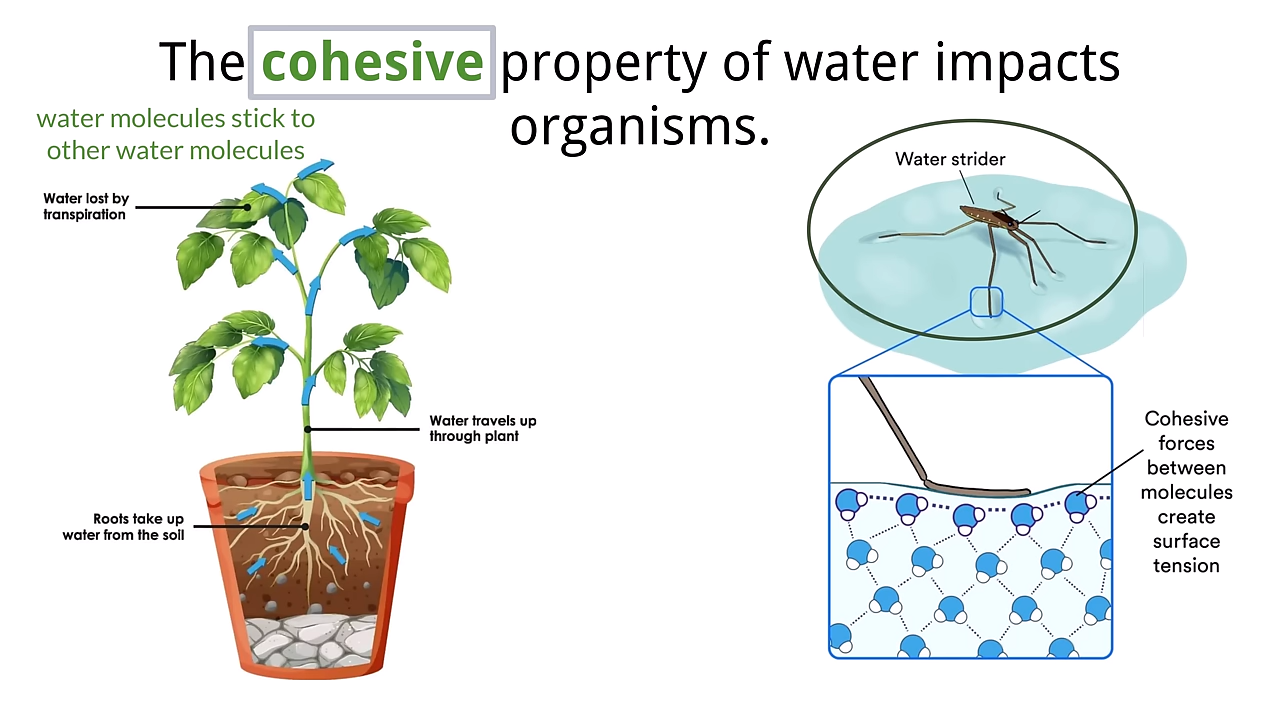 The cohesive property of water impacts
organisms.
water molecules stick to
other water molecules
Water lost by
transpiration
Water travels up
through plant
Roots take up
water from the soil
Water strider
Cohesive
forces
between
molecules
create
surface
tension